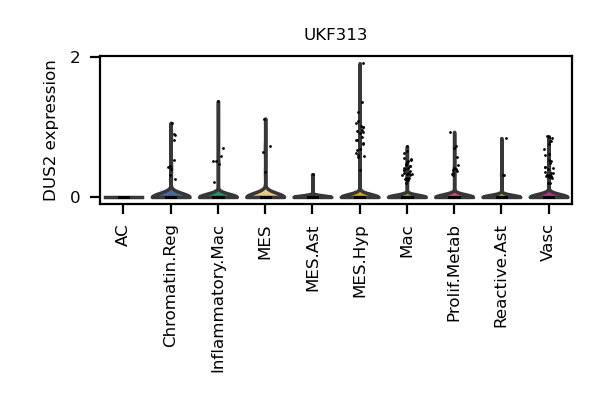 UKF313
DUS2 expression
2
0
AC
Chromatin.Reg
Inflammatory.Mac
MES
MES.Ast
MES.Hyp
Mac
Prolif.Metab
Reactive.Ast
Vasc